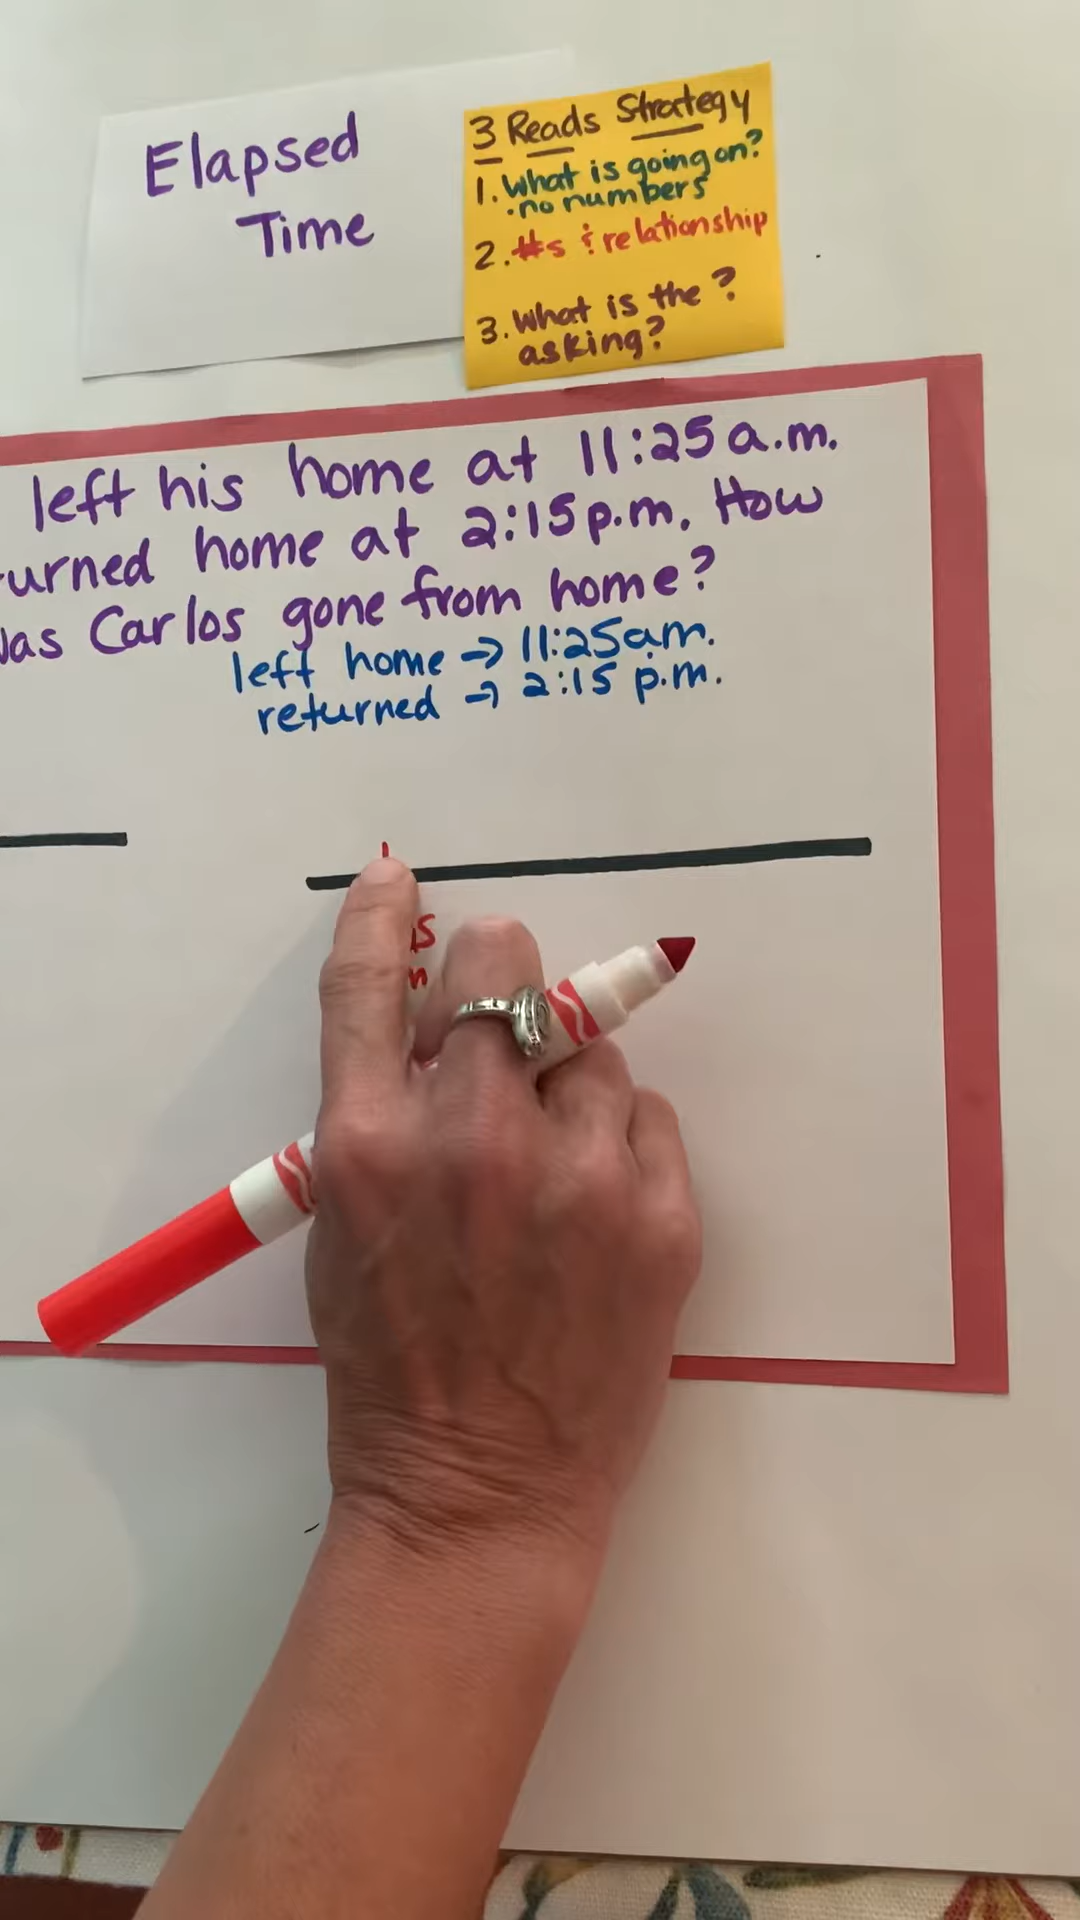 Elapsed
Time
3 Reads Strategy
1. What is going on?
. no numbers
2. #s & relationship
3. What is the ?
asking?
left his home at 11:25 a.m.
urned home at 2:15 p.m. How
was Carlos gone from home?
left home → 11:25 a.m.
returned → 2:15 p.m.